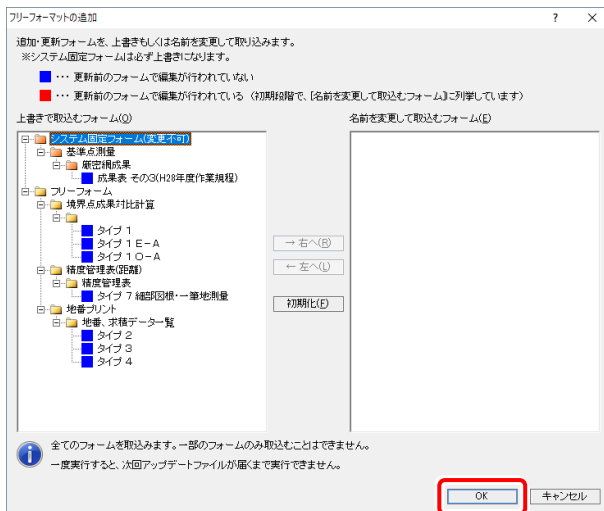 フリーフォーマットの追加
追加・更新フォームを、上書きもしくは名前を変更して取り込みます。
※システム固定フォームは必ず上書きになります。
・・・ 更新前のフォームで編集が行われていない
・・・ 更新前のフォームで編集が行われている （初期段階で、[名前を変更して取込むフォーム]に列挙しています）
上書きで取込むフォーム(O)
名前を変更して取込むフォーム(E)
システム固定フォーム(変更不可)
基準点測量
厳密網成果
成果表 その3(H28年度作業規程)
フリーフォーム
境界点成果対比計算
タイプ 1
タイプ 1E-A
タイプ 1O-A
精度管理表(距離)
精度管理表
タイプ 7 細部図根・一筆地測量
地番プリント
地番、求積データ一覧
タイプ 2
タイプ 3
タイプ 4
→ 右へ(R)
← 左へ(L)
初期化(F)
全てのフォームを取込みます。一部のフォームのみ取込むことはできません。
一度実行すると、次回アップデートファイルが届くまで実行できません。
OK
キャンセル